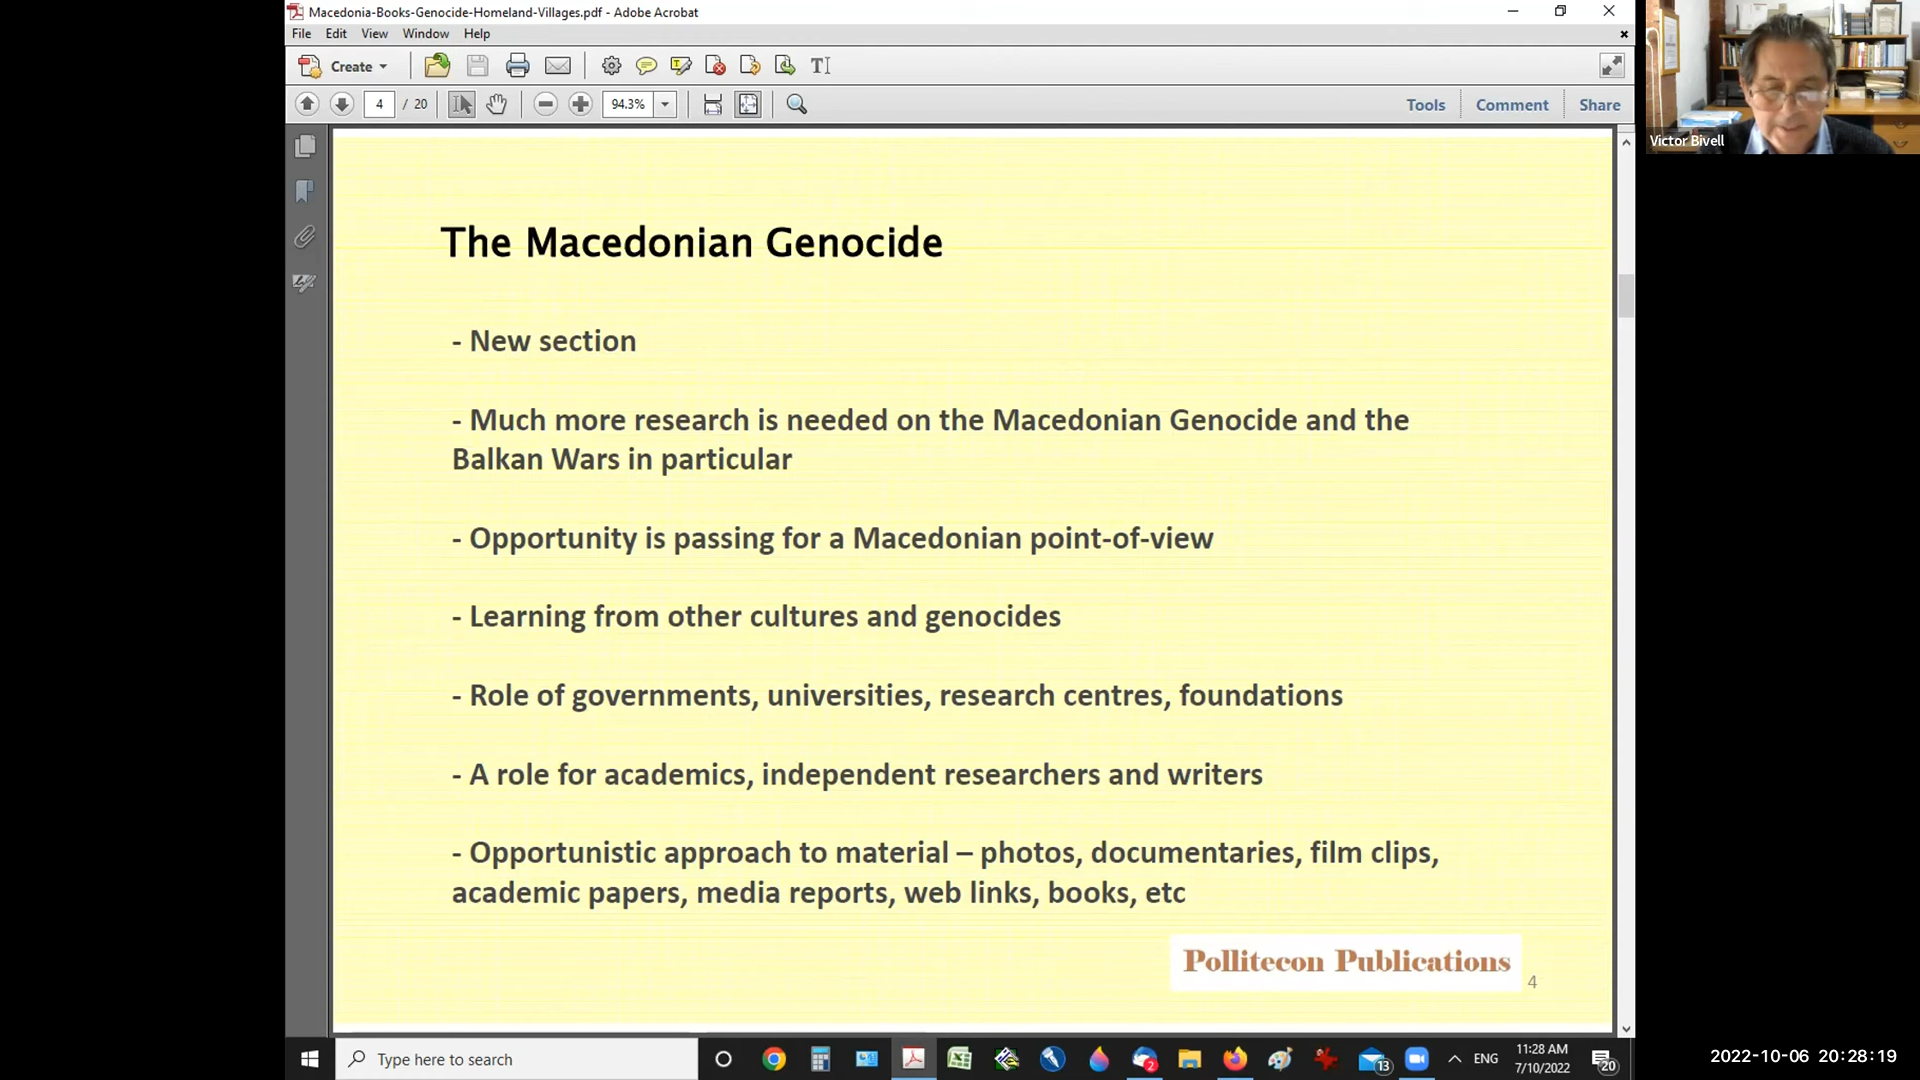 Macedonia-Books-Genocide-Homeland-Villages.pdf - Adobe Acrobat
File Edit View Window Help
Create
4 / 20 94.3% Tools Comment Share
Victor Bivell
The Macedonian Genocide
- New section
- Much more research is needed on the Macedonian Genocide and the
Balkan Wars in particular
- Opportunity is passing for a Macedonian point-of-view
- Learning from other cultures and genocides
- Role of governments, universities, research centres, foundations
- A role for academics, independent researchers and writers
- Opportunistic approach to material – photos, documentaries, film clips,
academic papers, media reports, web links, books, etc
Pollitecon Publications
4
Type here to search
2
13
ENG
11:28 AM
7/10/2022
20
2022-10-06 20:28:19